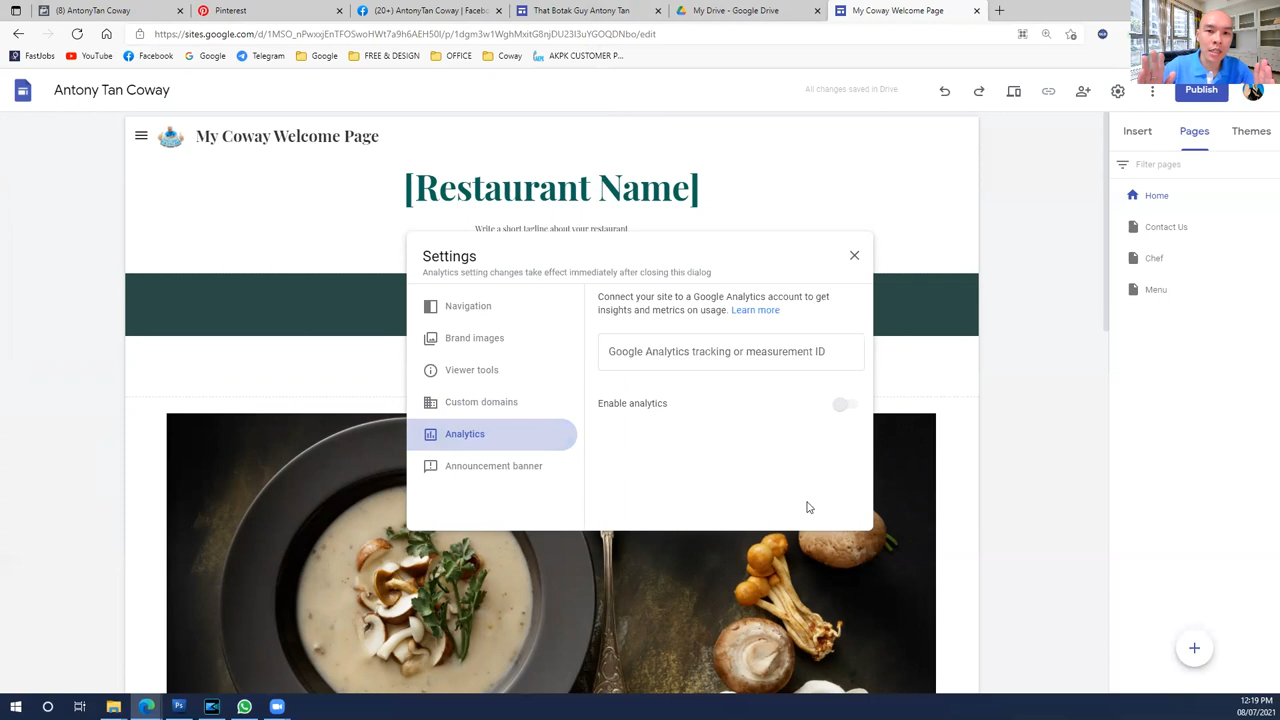 (8) AntonyTan Coway
Pinterest
(20+) AntonyTan Coway | Faceb
That Botak Guy Antony Tan
My Drive - Google Drive
My Coway Welcome Page
FastJobs
YouTube
Facebook
Google
Telegram
Google
FREE & DESIGN
OFFICE
Coway
AKPK CUSTOMER P...
Antony Tan Coway
All changes saved in Drive
Publish
My Coway Welcome Page
[Restaurant Name]
Write a short tagline about your restaurant
Insert
Pages
Themes
Filter pages
Home
Contact Us
Chef
Menu
Settings
Analytics setting changes take effect immediately after closing this dialog
Navigation
Brand images
Viewer tools
Custom domains
Analytics
Announcement banner
Connect your site to a Google Analytics account to get
insights and metrics on usage. Learn more
Google Analytics tracking or measurement ID
Enable analytics
12:19 PM
08/07/2021